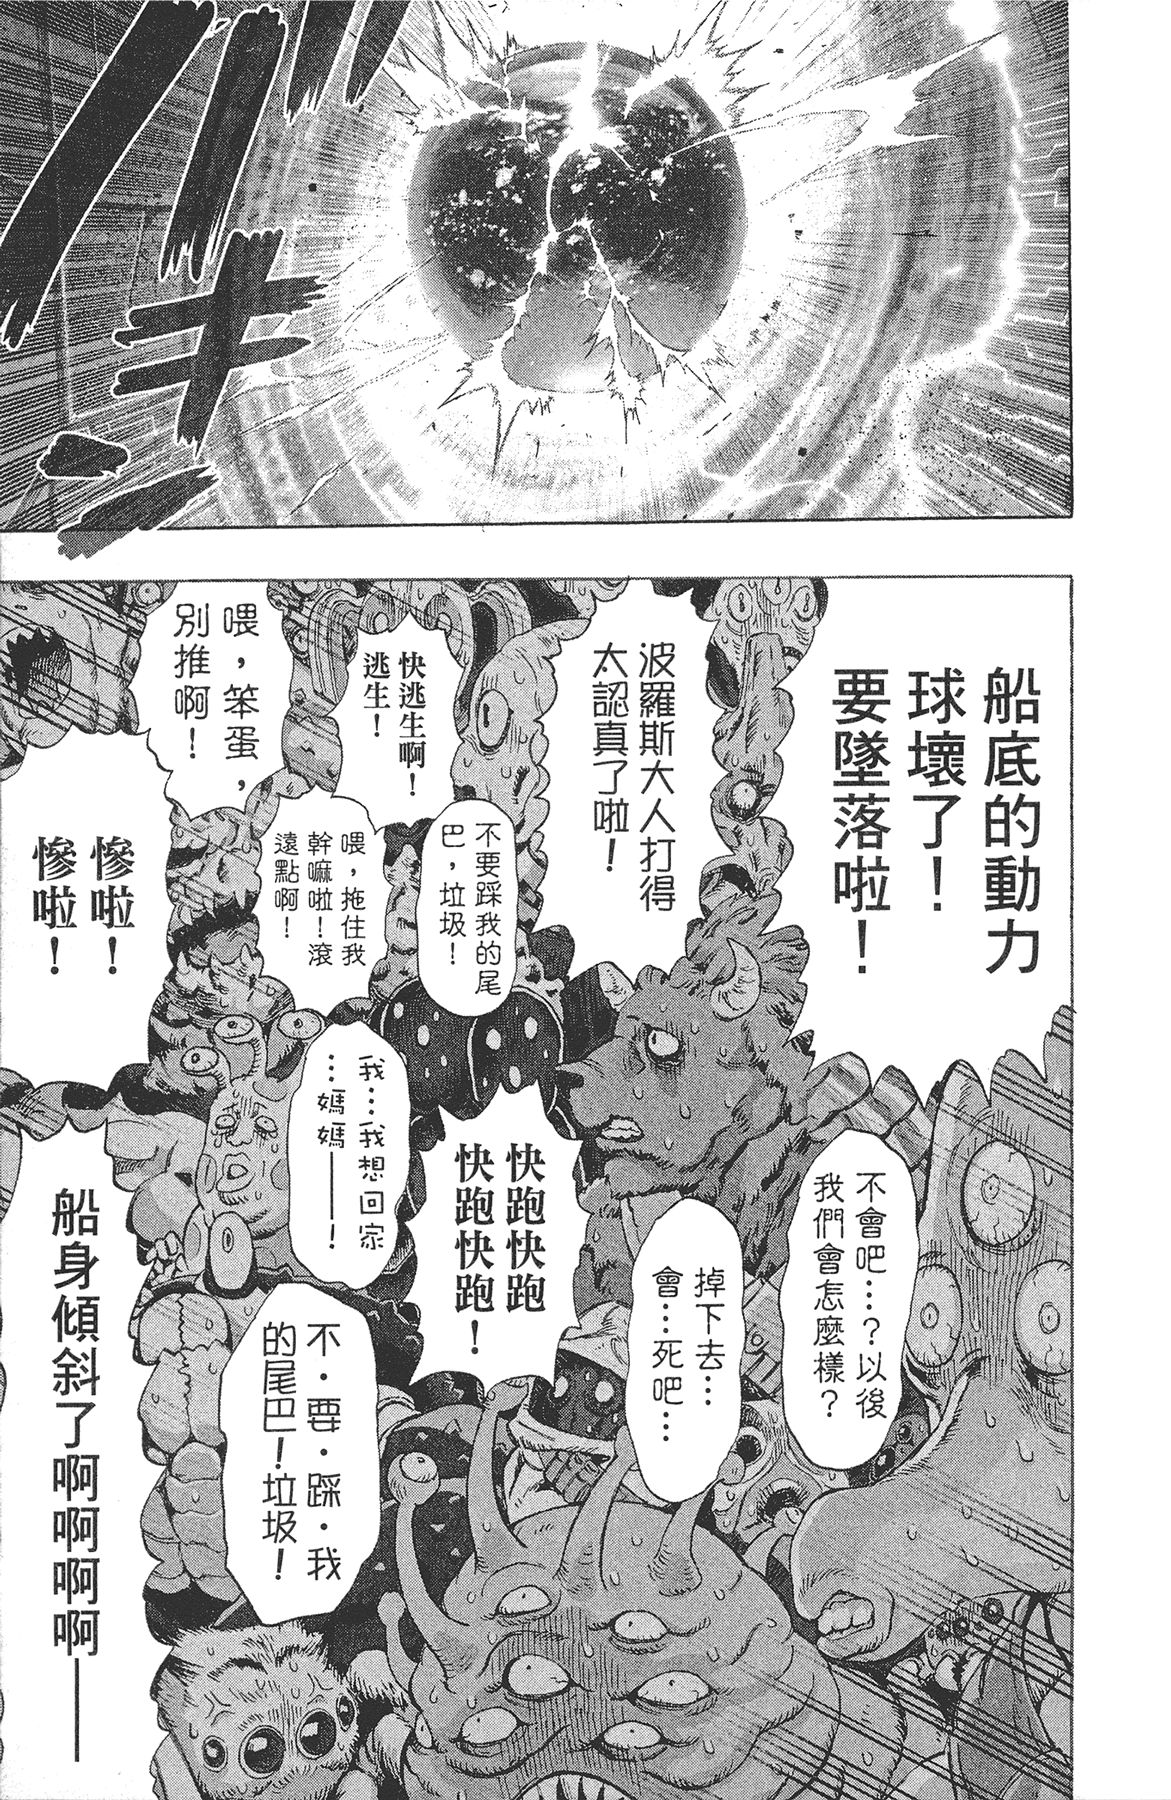 バキン
船底的動力
球壞了！
要墜落啦！
波羅斯大人打得
太認真了啦！
快逃生啊！
逃生！
喂，笨蛋，
別推啊！
不要踩我的尾
巴，垃圾！
喂，拖住我
幹嘛啦！滾
遠點啊！
慘啦！
慘啦！
不會吧…？以後
我們會怎麼樣？
掉下去…
會…死吧…
快跑快跑
快跑快跑！
我…我想回家
…媽媽——！
不・要・踩・我
的尾巴！垃圾！
船身傾斜了啊啊啊啊——